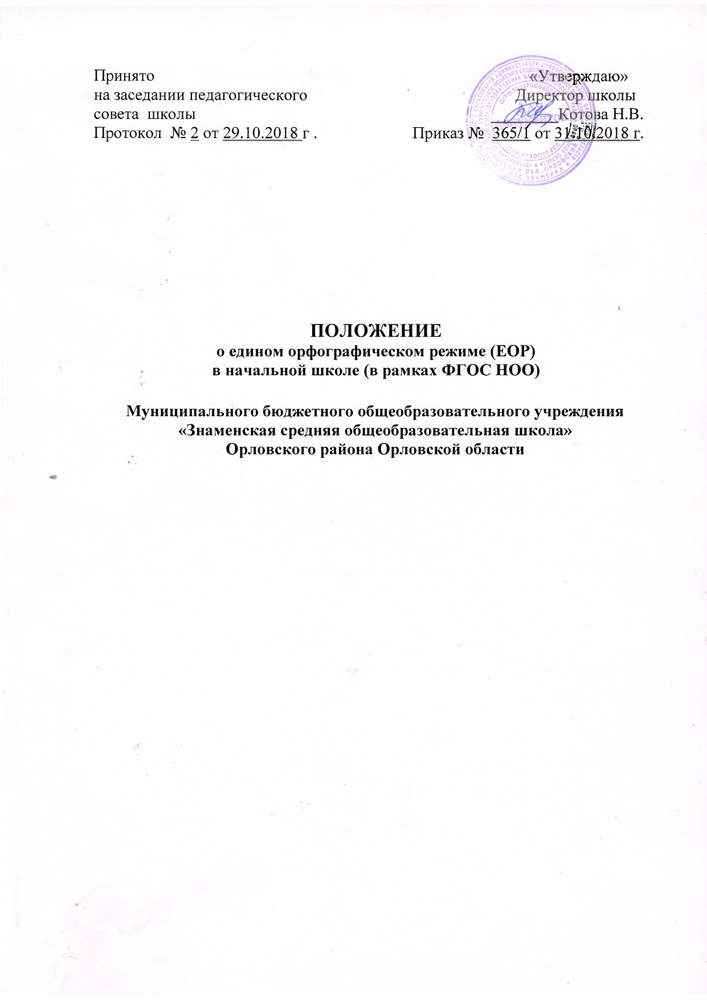 Принято
на заседании педагогического
совета школы
Протокол № 2 от 29.10.2018 г .
«Утверждаю»
Директор школы
Котова Н.В.
Приказ № 365/1 от 31.10.2018 г.
ПОЛОЖЕНИЕ
о едином орфографическом режиме (ЕОР)
в начальной школе (в рамках ФГОС НОО)
Муниципального бюджетного общеобразовательного учреждения
«Знаменская средняя общеобразовательная школа»
Орловского района Орловской области